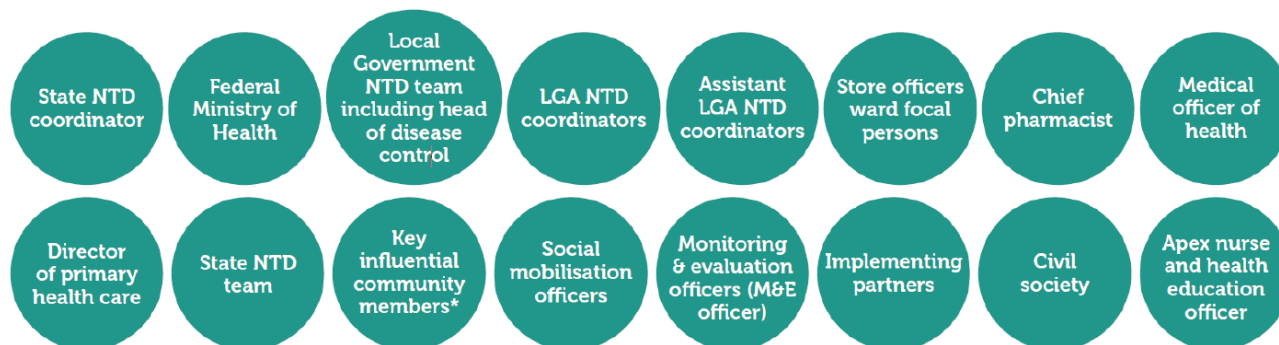 State NTD
coordinator
Federal
Ministry of
Health
Local
Government
NTD team
including head
of disease
control
LGA NTD
coordinators
Assistant
LGA NTD
coordinators
Store officers
ward focal
persons
Chief
pharmacist
Medical
officer of
health
Director
of primary
health care
State NTD
team
Key
influential
community
members*
Social
mobilisation
officers
Monitoring
& evaluation
officers (M&E
officer)
Implementing
partners
Civil
society
Apex nurse
and health
education
officer